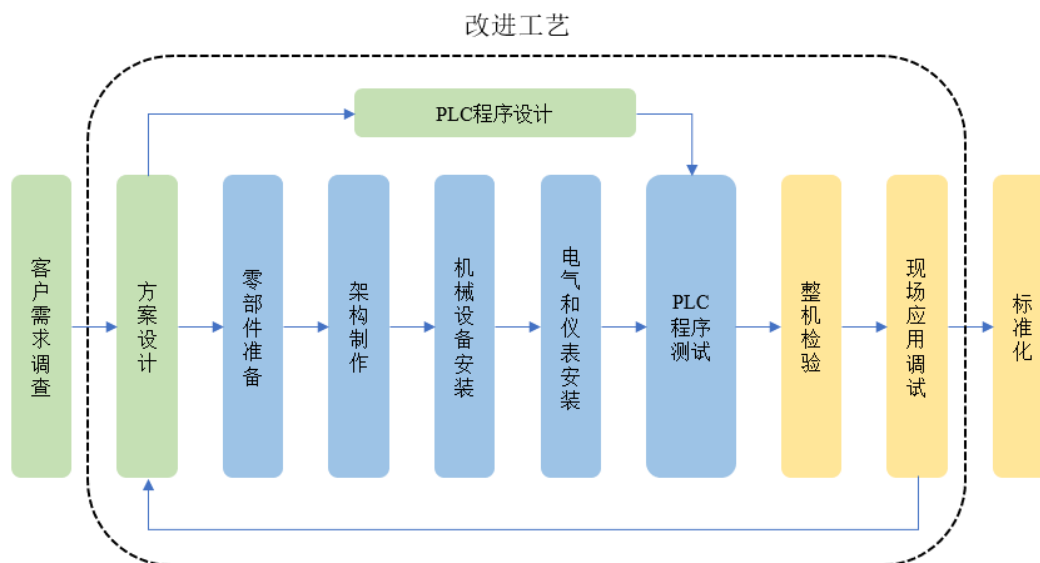 改进工艺
PLC程序设计
客户需求调查
方案设计
零部件准备
架构制作
机械设备安装
电气和仪表安装
PLC
程序
测试
整机检验
现场应用调试
标准化